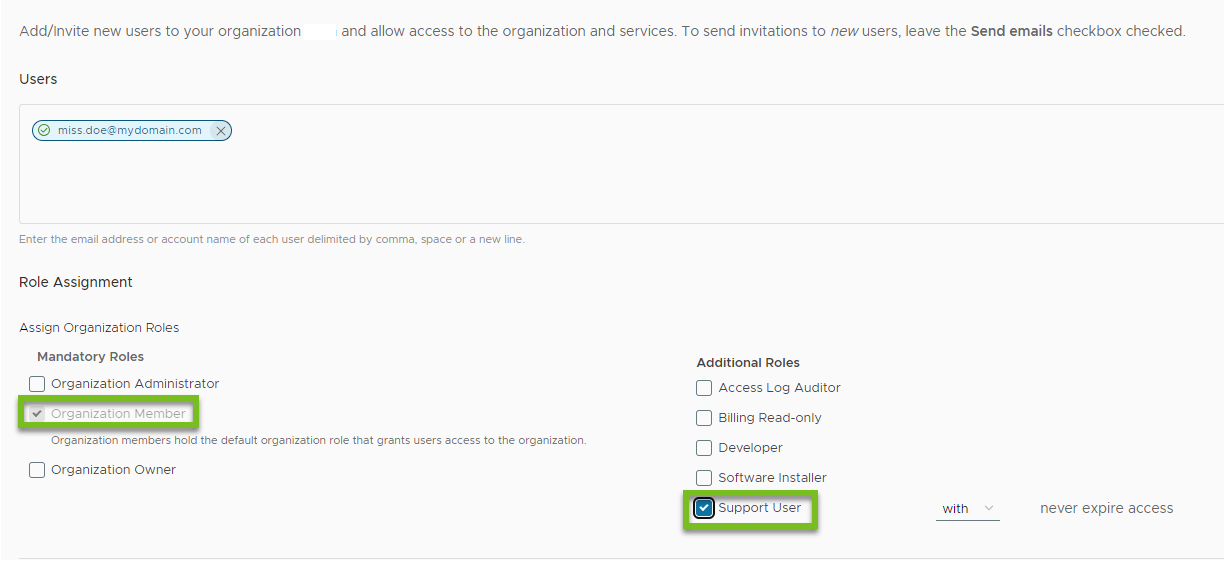 Add/Invite new users to your organization and allow access to the organization and services. To send invitations to new users, leave the Send emails checkbox checked.
Users
miss.doe@mydomain.com
Enter the email address or account name of each user delimited by comma, space or a new line.
Role Assignment
Assign Organization Roles
Mandatory Roles
Organization Administrator
Organization Member
Organization members hold the default organization role that grants users access to the organization.
Organization Owner
Additional Roles
Access Log Auditor
Billing Read-only
Developer
Software Installer
Support User with never expire access